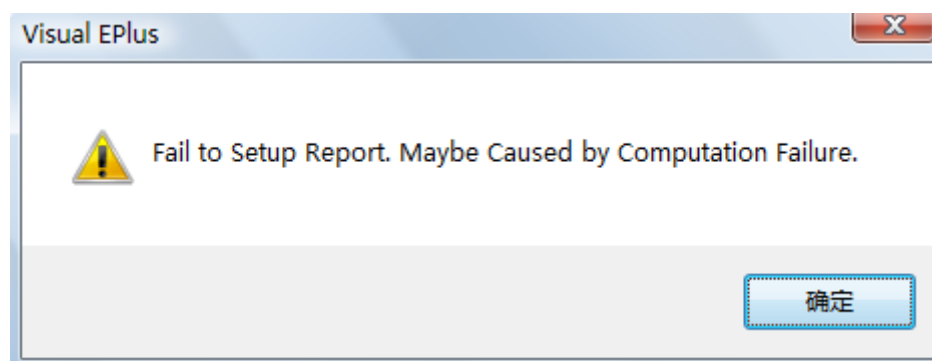 Visual EPlus
Fail to Setup Report. Maybe Caused by Computation Failure.
确定